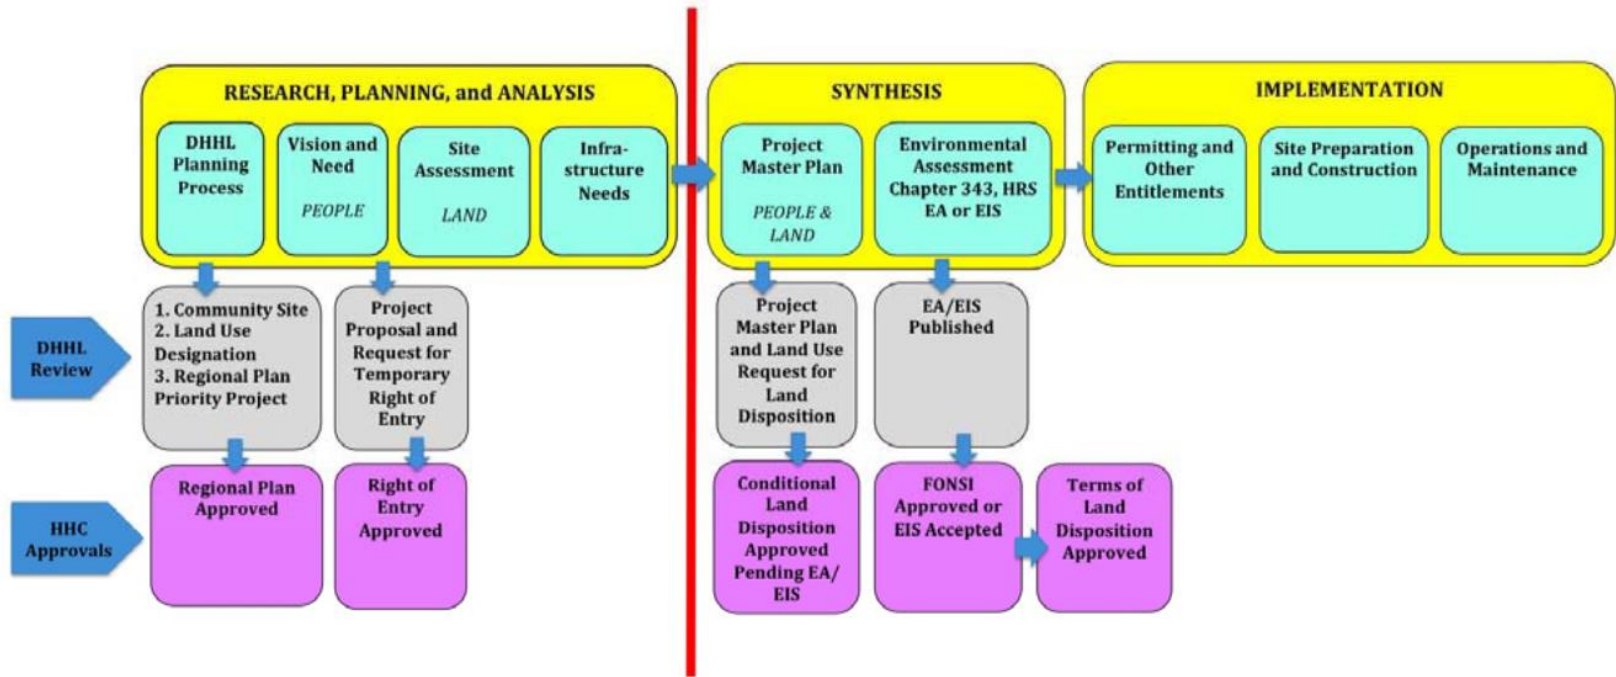 RESEARCH, PLANNING, and ANALYSIS
DHHL
Planning
Process
Vision and
Need
PEOPLE
Site
Assessment
LAND
Infra-
structure
Needs
SYNTHESIS
Project
Master Plan
PEOPLE &
LAND
Environmental
Assessment
Chapter 343, HRS
EA or EIS
IMPLEMENTATION
Permitting and
Other
Entitlements
Site Preparation
and Construction
Operations and
Maintenance
DHHL
Review
1. Community Site
2. Land Use
Designation
3. Regional Plan
Priority Project
Project
Proposal and
Request for
Temporary
Right of
Entry
Project
Master Plan
and Land Use
Request for
Land
Disposition
EA/EIS
Published
HHC
Approvals
Regional Plan
Approved
Right of
Entry
Approved
Conditional
Land
Disposition
Approved
Pending EA/
EIS
FONSI
Approved or
EIS Accepted
Terms of
Land
Disposition
Approved